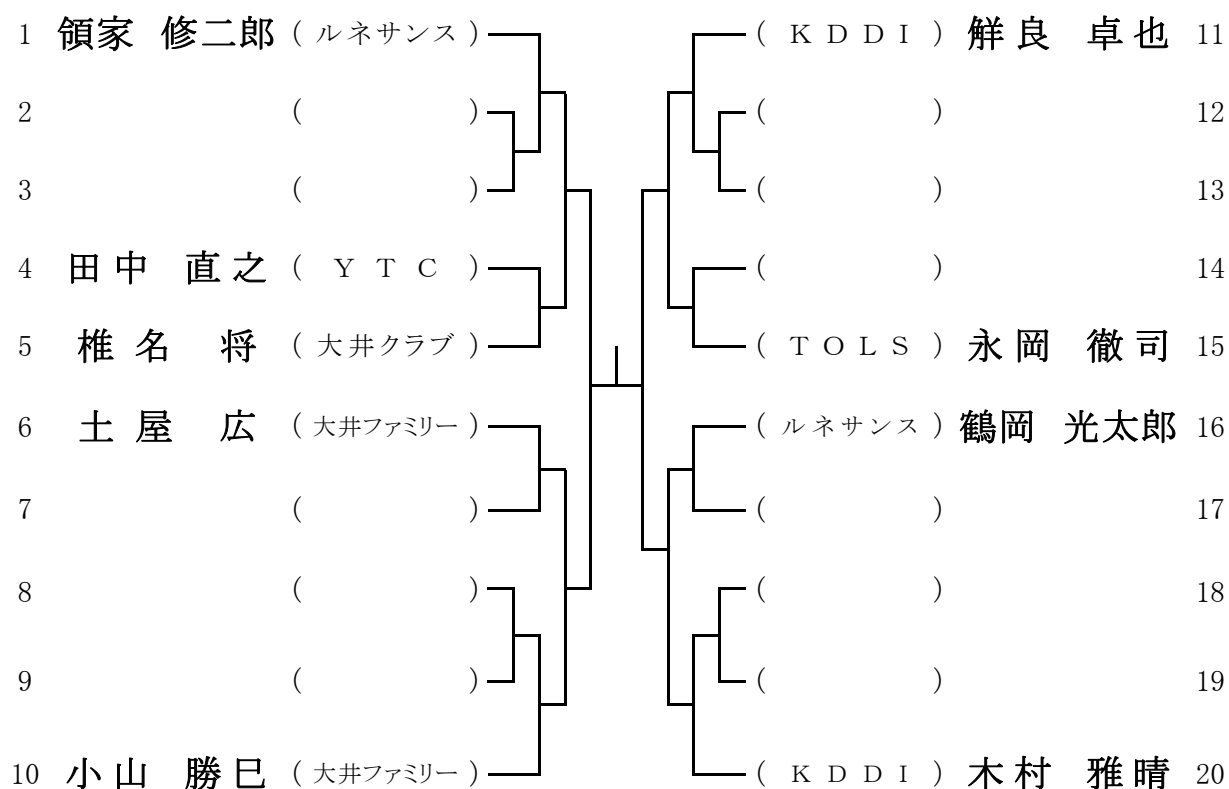 1 領家 修二郎 ( ルネサンス ) ( KDDI ) 鮮良 卓也 11
2 ( ) ( ) 12
3 ( ) ( ) 13
4 田中 直之 ( YTC ) ( ) 14
5 椎名 将 ( 大井クラブ ) ( TOLS ) 永岡 徹司 15
6 土屋 広 ( 大井ファミリー ) ( ルネサンス ) 鶴岡 光太郎 16
7 ( ) ( ) 17
8 ( ) ( ) 18
9 ( ) ( ) 19
10 小山 勝巳 ( 大井ファミリー ) ( KDDI ) 木村 雅晴 20